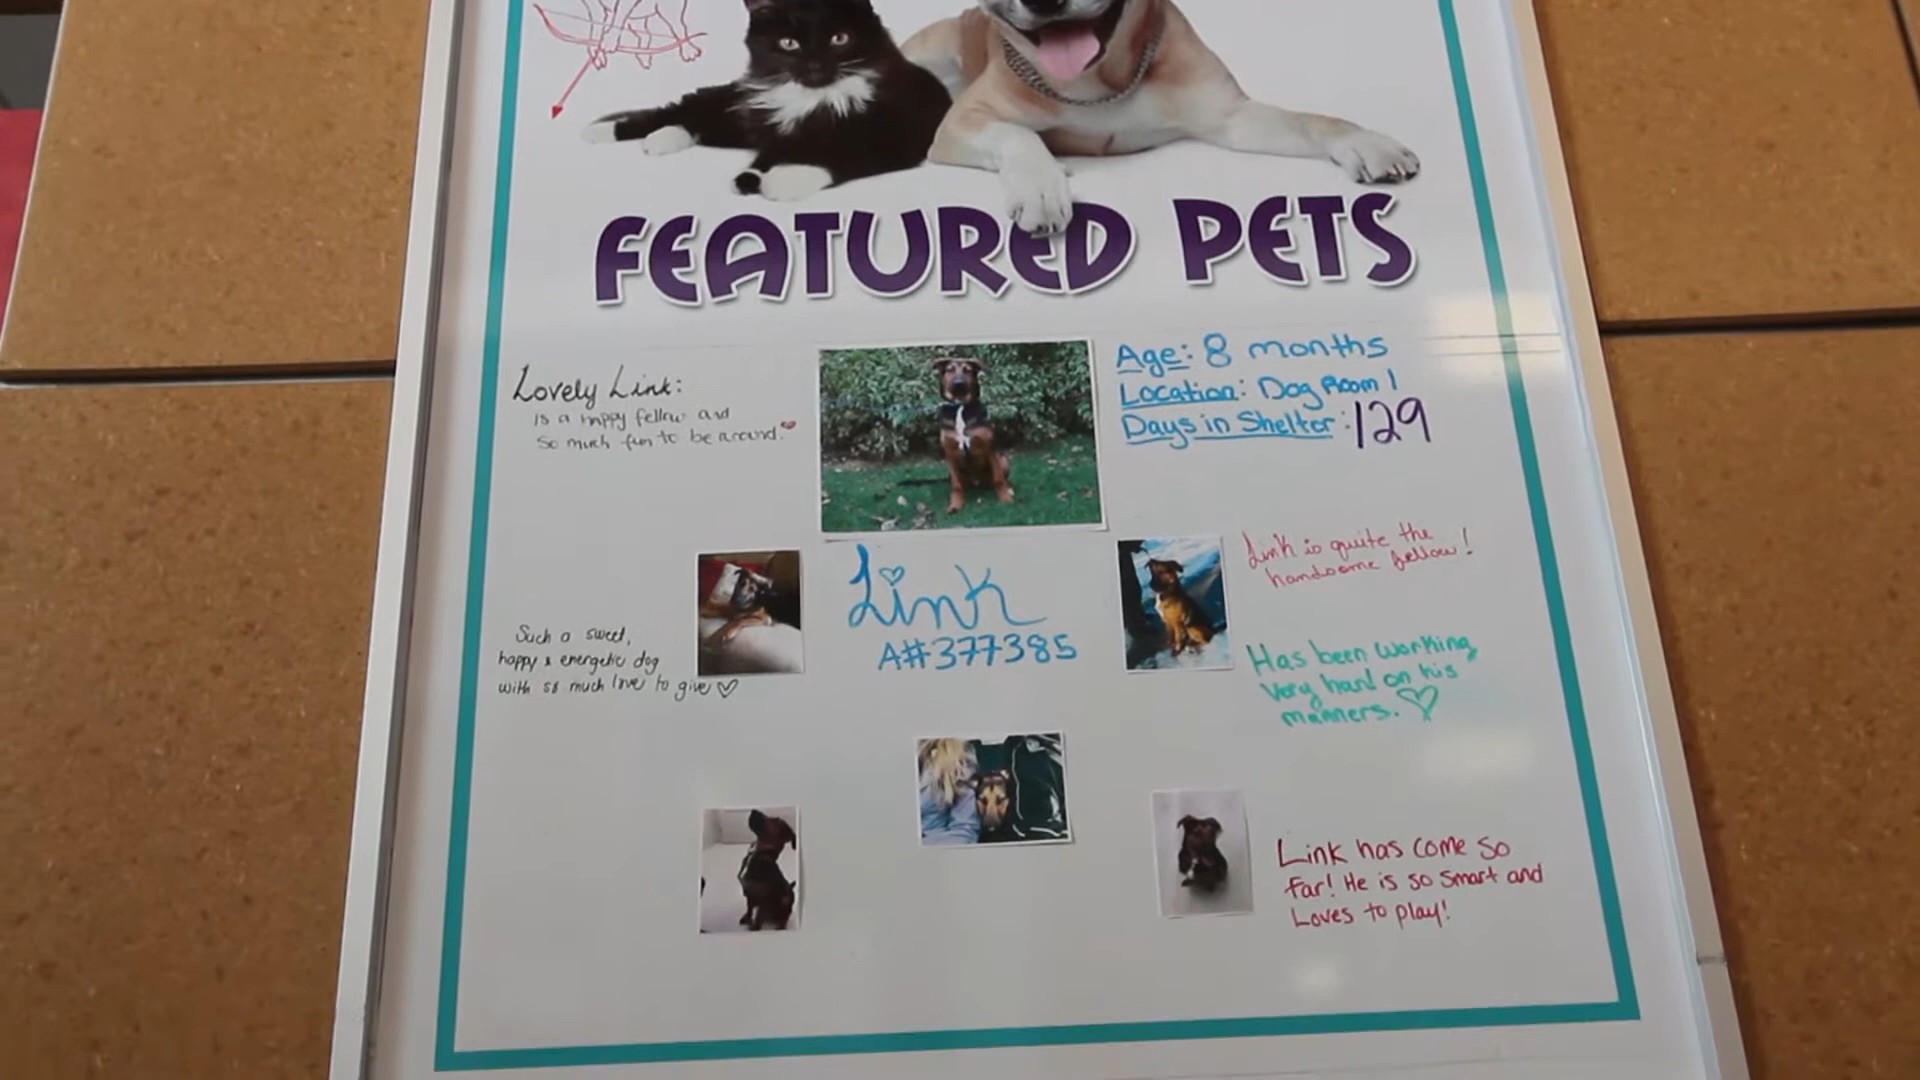 FEATURED PETS
Lovely Link:
Is a happy fellow and
so much fun to be around.
Age: 8 months
Location: Dog Room 1
Days in Shelter: 129
Link
A#377385
Link is quite the
handsome fellow!
Such a sweet,
happy & energetic dog
with so much love to give
Has been working
very hard on his
manners.
Link has come so
far! He is so smart and
Loves to play!